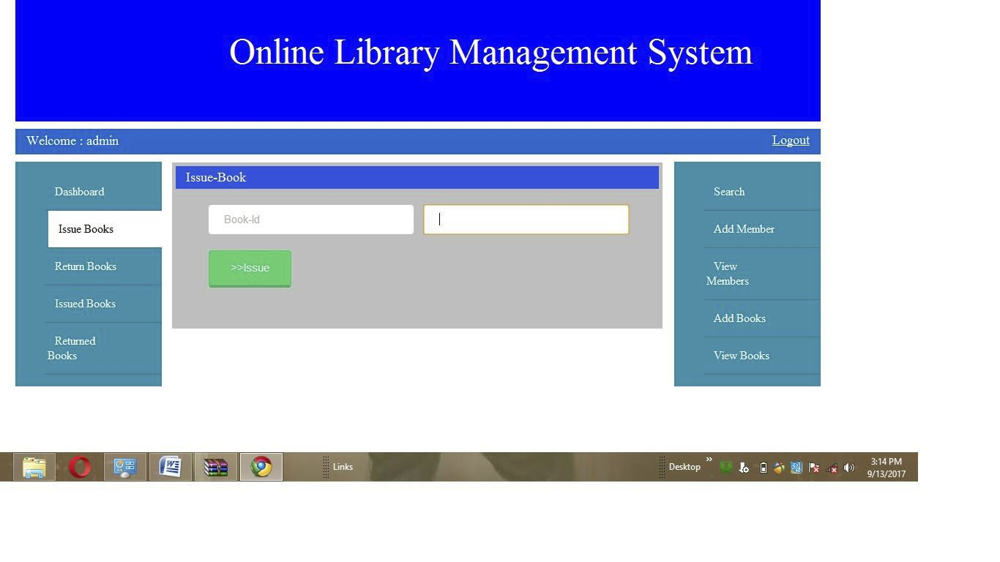 Online Library Management System
Welcome : admin
Logout
Dashboard
Issue Books
Return Books
Issued Books
Returned
Books
Issue-Book
Book-Id
>>Issue
Search
Add Member
View
Members
Add Books
View Books
Links
Desktop
»
3:14 PM
9/13/2017